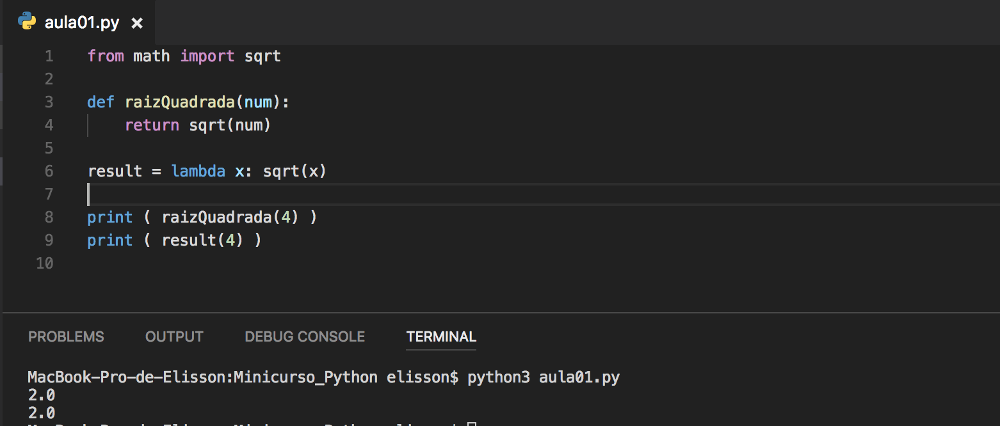 aula01.py ×
1 from math import sqrt
2
3 def raizQuadrada(num):
4     return sqrt(num)
5
6 result = lambda x: sqrt(x)
7
8 print ( raizQuadrada(4) )
9 print ( result(4) )
10
PROBLEMS OUTPUT DEBUG CONSOLE TERMINAL
MacBook-Pro-de-Elisson:Minicurso_Python elisson$ python3 aula01.py
2.0
2.0